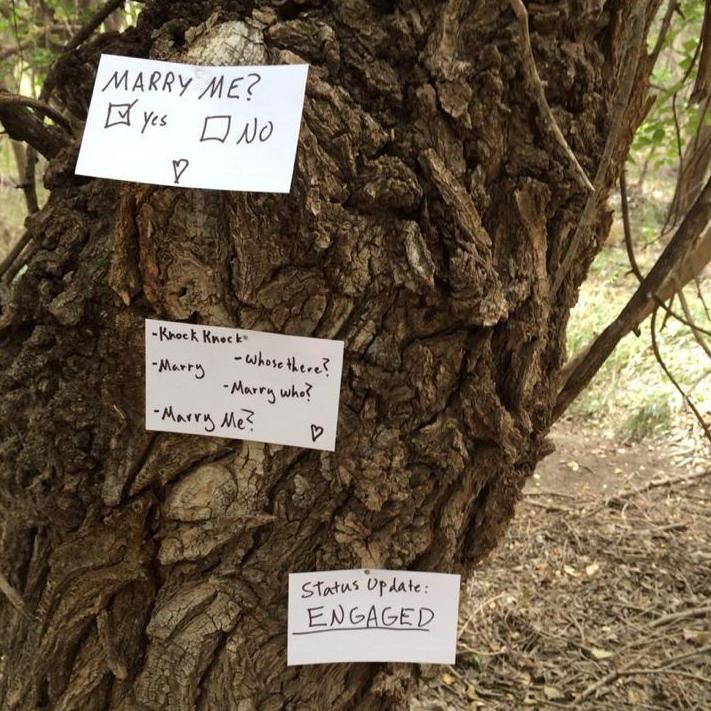 MARRY ME?
☑ yes ☐ NO
♡
-Knock Knock
-Whose there?
-Marry
-Marry who?
-Marry Me? ♡
Status Update:
ENGAGED